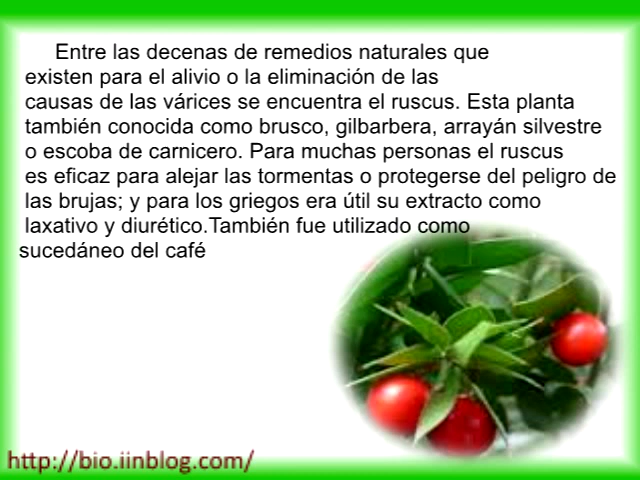 Entre las decenas de remedios naturales que
existen para el alivio o la eliminación de las
causas de las várices se encuentra el ruscus. Esta planta
también conocida como brusco, gilbarbera, arrayán silvestre
o escoba de carnicero. Para muchas personas el ruscus
es eficaz para alejar las tormentas o protegerse del peligro de
las brujas; y para los griegos era útil su extracto como
laxativo y diurético.También fue utilizado como
sucedáneo del café
http://bio.iinblog.com/